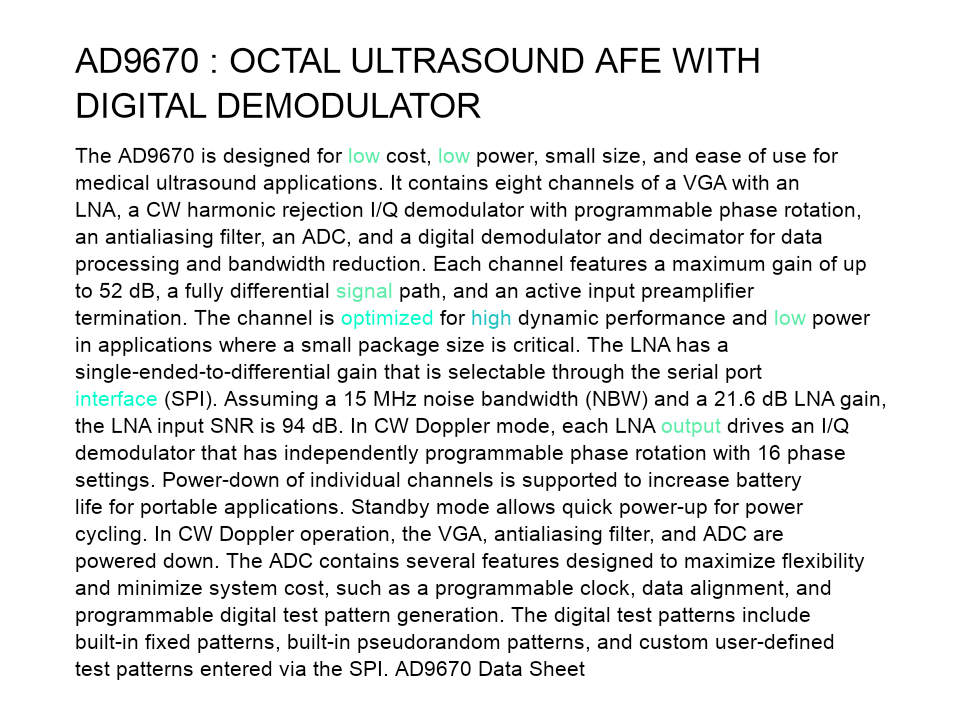 AD9670 : OCTAL ULTRASOUND AFE WITH
DIGITAL DEMODULATOR
The AD9670 is designed for low cost, low power, small size, and ease of use for
medical ultrasound applications. It contains eight channels of a VGA with an
LNA, a CW harmonic rejection I/Q demodulator with programmable phase rotation,
an antialiasing filter, an ADC, and a digital demodulator and decimator for data
processing and bandwidth reduction. Each channel features a maximum gain of up
to 52 dB, a fully differential signal path, and an active input preamplifier
termination. The channel is optimized for high dynamic performance and low power
in applications where a small package size is critical. The LNA has a
single-ended-to-differential gain that is selectable through the serial port
interface (SPI). Assuming a 15 MHz noise bandwidth (NBW) and a 21.6 dB LNA gain,
the LNA input SNR is 94 dB. In CW Doppler mode, each LNA output drives an I/Q
demodulator that has independently programmable phase rotation with 16 phase
settings. Power-down of individual channels is supported to increase battery
life for portable applications. Standby mode allows quick power-up for power
cycling. In CW Doppler operation, the VGA, antialiasing filter, and ADC are
powered down. The ADC contains several features designed to maximize flexibility
and minimize system cost, such as a programmable clock, data alignment, and
programmable digital test pattern generation. The digital test patterns include
built-in fixed patterns, built-in pseudorandom patterns, and custom user-defined
test patterns entered via the SPI. AD9670 Data Sheet